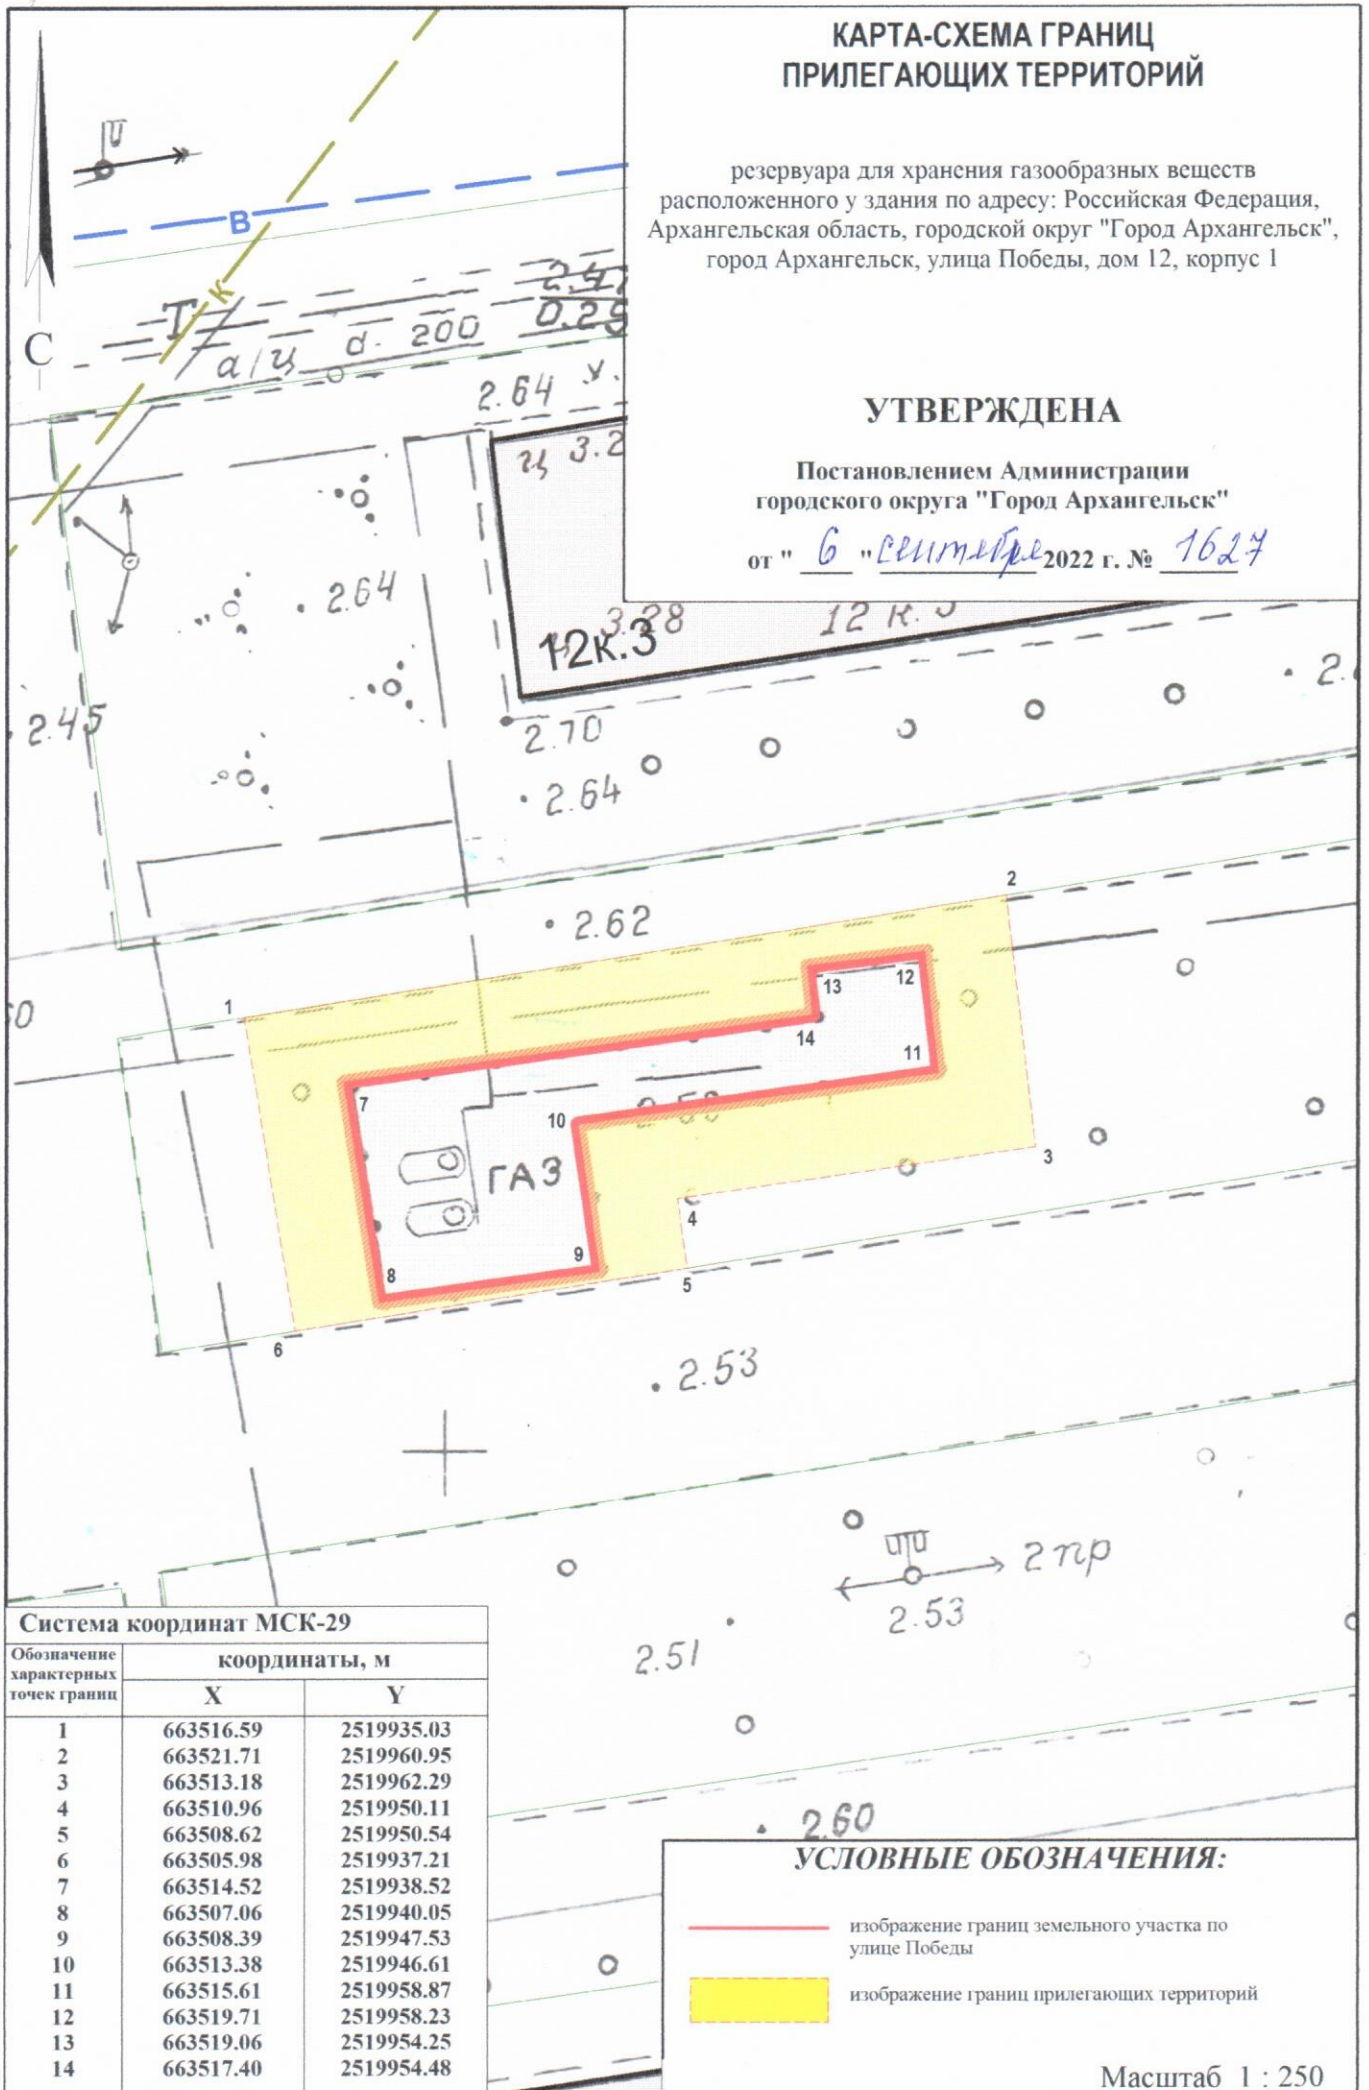 КАРТА-СХЕМА ГРАНИЦ
ПРИЛЕГАЮЩИХ ТЕРРИТОРИЙ
резервуара для хранения газообразных веществ
расположенного у здания по адресу: Российская Федерация,
Архангельская область, городской округ "Город Архангельск",
город Архангельск, улица Победы, дом 12, корпус 1
УТВЕРЖДЕНА
Постановлением Администрации
городского округа "Город Архангельск"
от " 6 " сентября 2022 г. № 1627
В
К
С
Т
а/ц d. 200
2.64
ц 3.2
2.64
3.28
12 к.3
12к.3
2.45
2.70
2.64
2.62
2
1
13
12
14
11
7
10
ГАЗ
3
4
9
8
5
6
2.53
2 пр
2.53
2.51
2.60
Система координат МСК-29
Обозначение характерных точек границ
координаты, м
X Y
1 663516.59 2519935.03
2 663521.71 2519960.95
3 663513.18 2519962.29
4 663510.96 2519950.11
5 663508.62 2519950.54
6 663505.98 2519937.21
7 663514.52 2519938.52
8 663507.06 2519940.05
9 663508.39 2519947.53
10 663513.38 2519946.61
11 663515.61 2519958.87
12 663519.71 2519958.23
13 663519.06 2519954.25
14 663517.40 2519954.48
УСЛОВНЫЕ ОБОЗНАЧЕНИЯ:
изображение границ земельного участка по
улице Победы
изображение границ прилегающих территорий
Масштаб 1 : 250